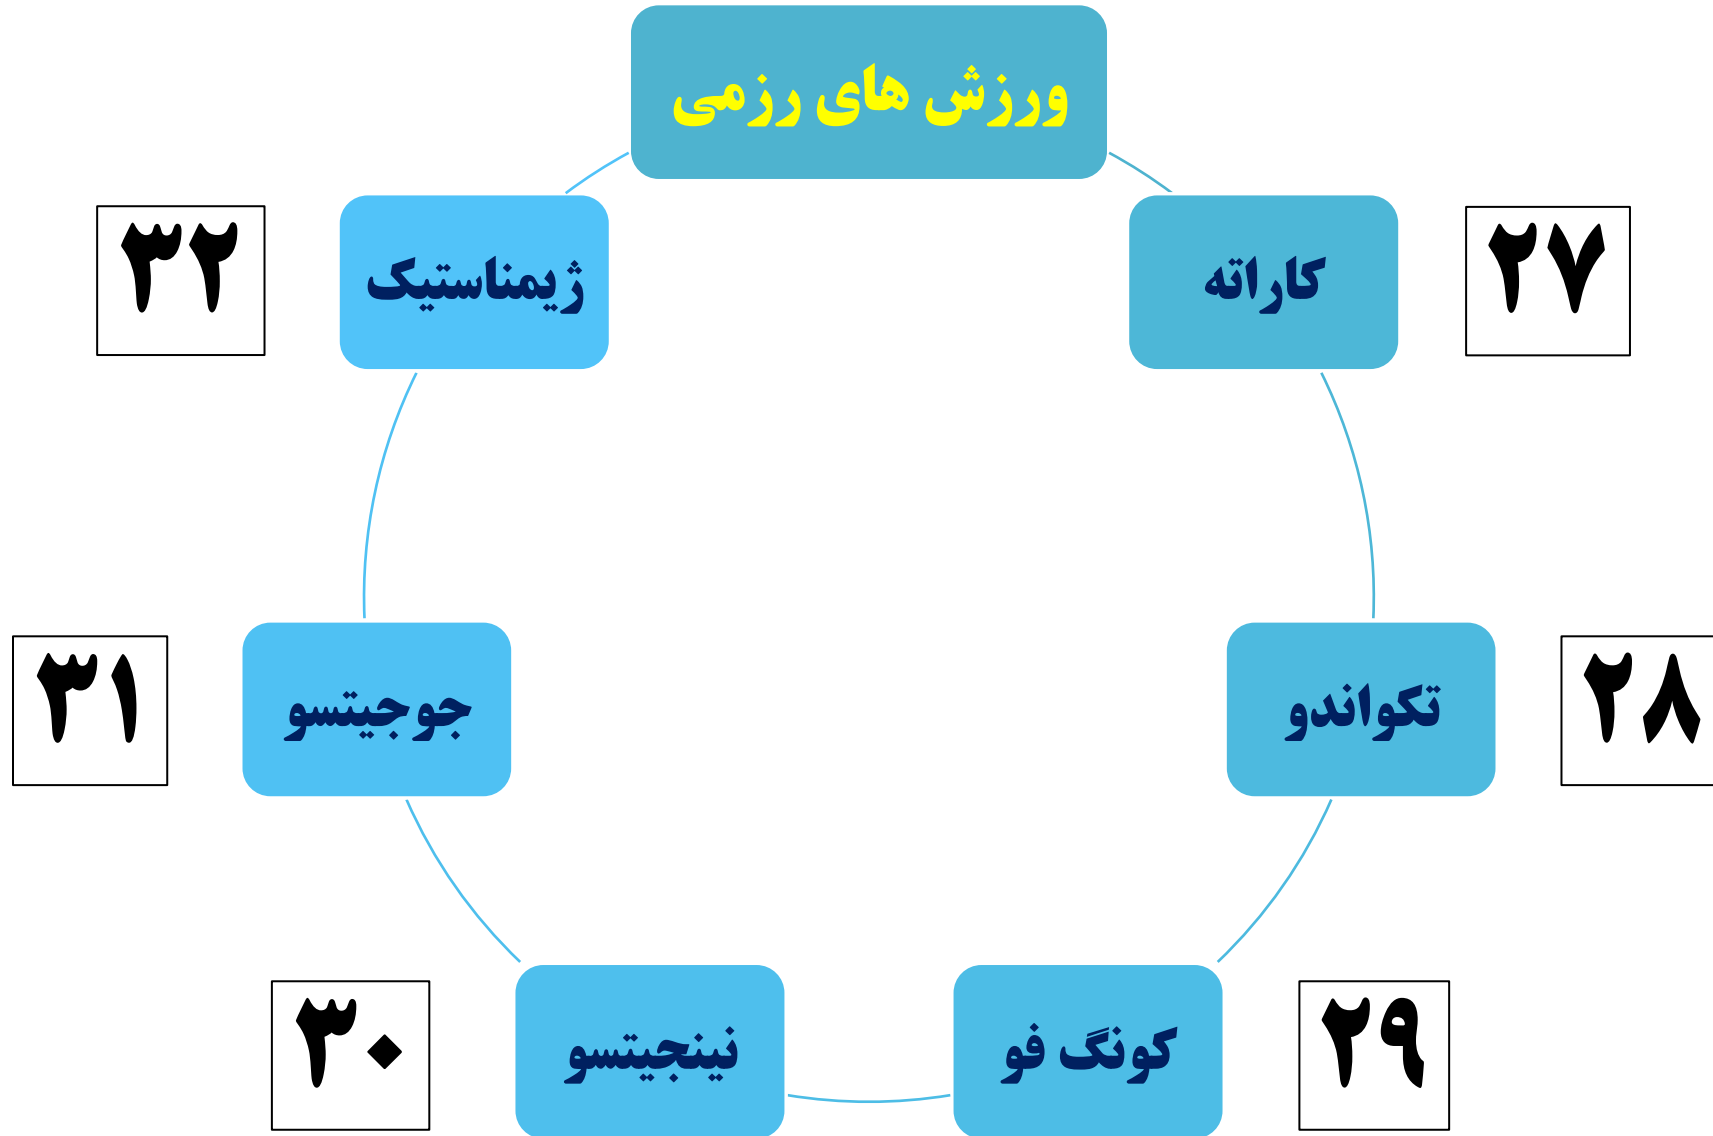 ورزش های رزمی
کاراته
۲۷
تکواندو
۲۸
کونگ فو
۲۹
نینجیتسو
۳۰
جوجیتسو
۳۱
ژیمناستیک
۳۲